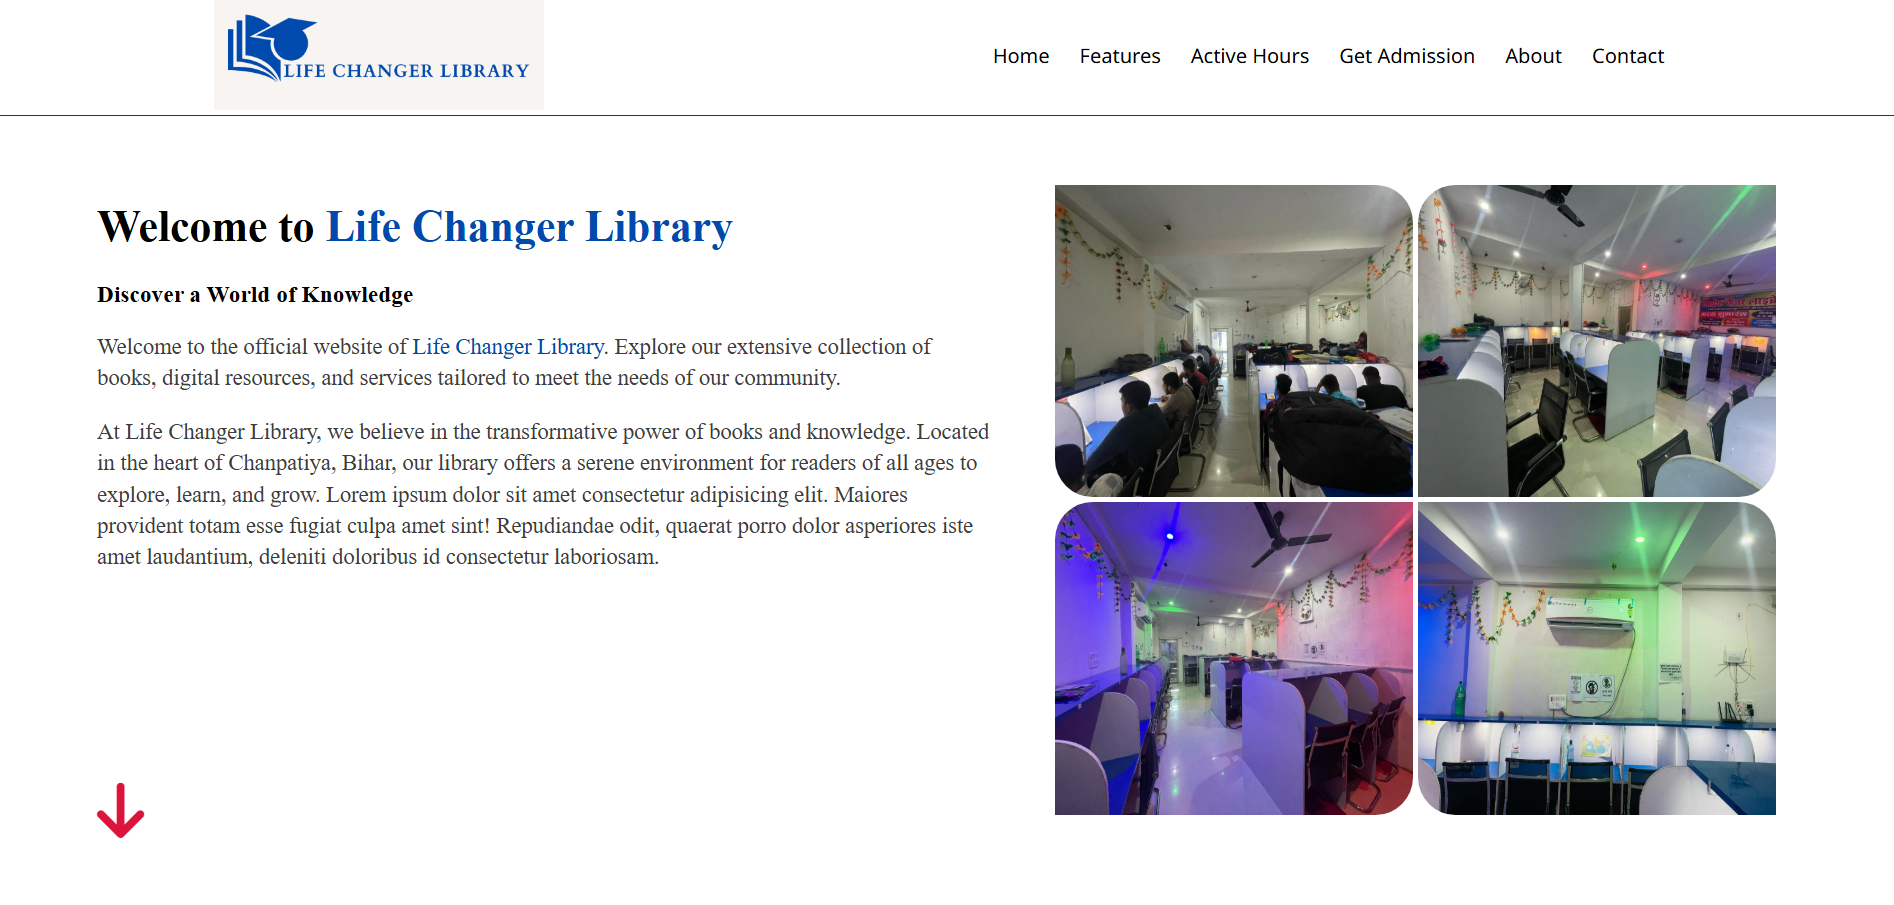 LIFE CHANGER LIBRARY
Home Features Active Hours Get Admission About Contact
Welcome to Life Changer Library
Discover a World of Knowledge
Welcome to the official website of Life Changer Library. Explore our extensive collection of
books, digital resources, and services tailored to meet the needs of our community.
At Life Changer Library, we believe in the transformative power of books and knowledge. Located
in the heart of Chanpatiya, Bihar, our library offers a serene environment for readers of all ages to
explore, learn, and grow. Lorem ipsum dolor sit amet consectetur adipisicing elit. Maiores
provident totam esse fugiat culpa amet sint! Repudiandae odit, quaerat porro dolor asperiores iste
amet laudantium, deleniti doloribus id consectetur laboriosam.